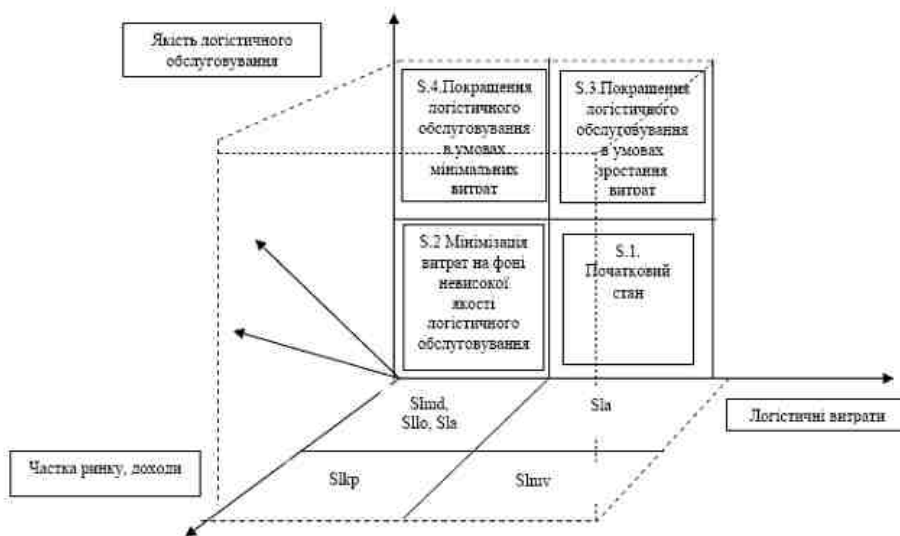 Якість логістичного
обслуговування
S.4.Покращення
логістичного
обслуговування
в умовах
мінімальних
витрат
S.3.Покращення
логістичного
обслуговування
в умовах
зростання
витрат
S.2 Мінімізація
витрат на фоні
невисокої
якості
логістичного
обслуговування
S.1.
Початковий
стан
Slmd,
Sllo, Sla
Sla
Логістичні витрати
Частка ринку, доходи
Slkp
Slmv